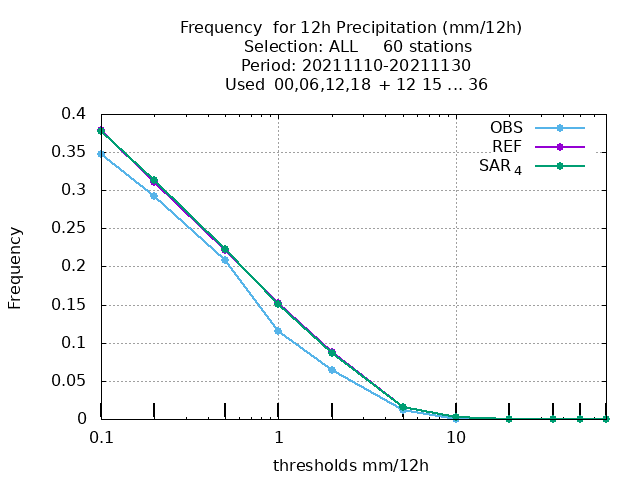 Frequency  for 12h Precipitation (mm/12h)
Selection: ALL     60 stations
Period: 20211110-20211130
Used  00,06,12,18  + 12 15 ... 36
OBS
REF
SAR 4
0.4
0.35
0.3
0.25
0.2
0.15
0.1
0.05
0
Frequency
0.1 1 10
thresholds mm/12h